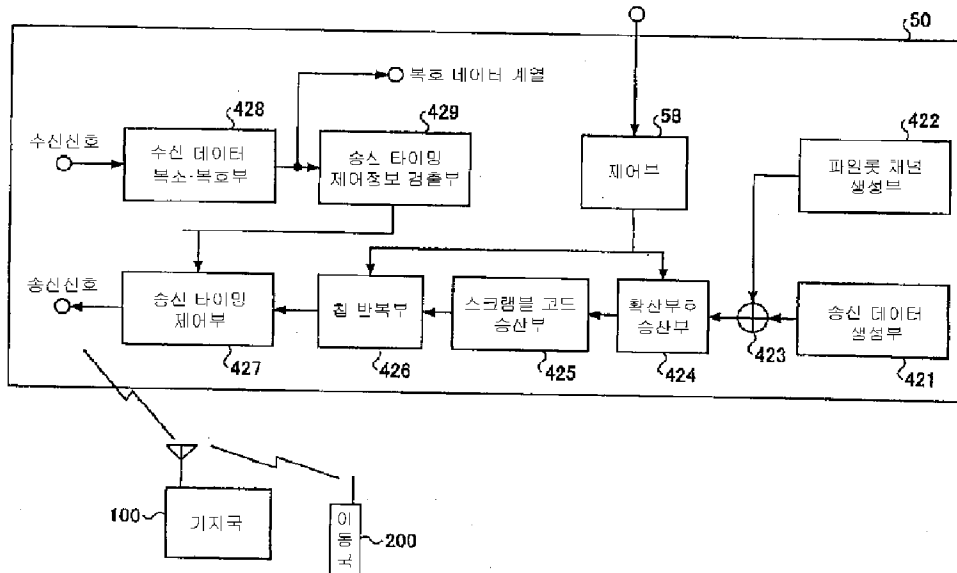 50
복호 데이터 계열
428
429
58
422
수신신호
수신 데이터
복소·복호부
송신 타이밍
제어정보 검출부
제어부
파일롯 채널
생성부
송신신호
송신 타이밍
제어부
칩 반복부
스크램블 코드
승산부
확산부호
승산부
송신 데이터
생성부
427
426
425
424
423
421
100
기지국
이동국
200